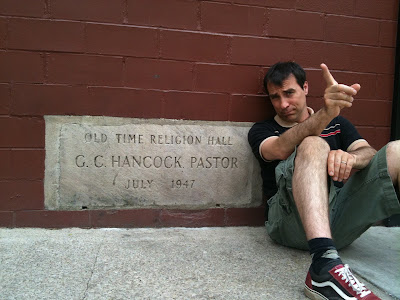 OLD TIME RELIGION HALL
G. C. HANCOCK, PASTOR
JULY 1947